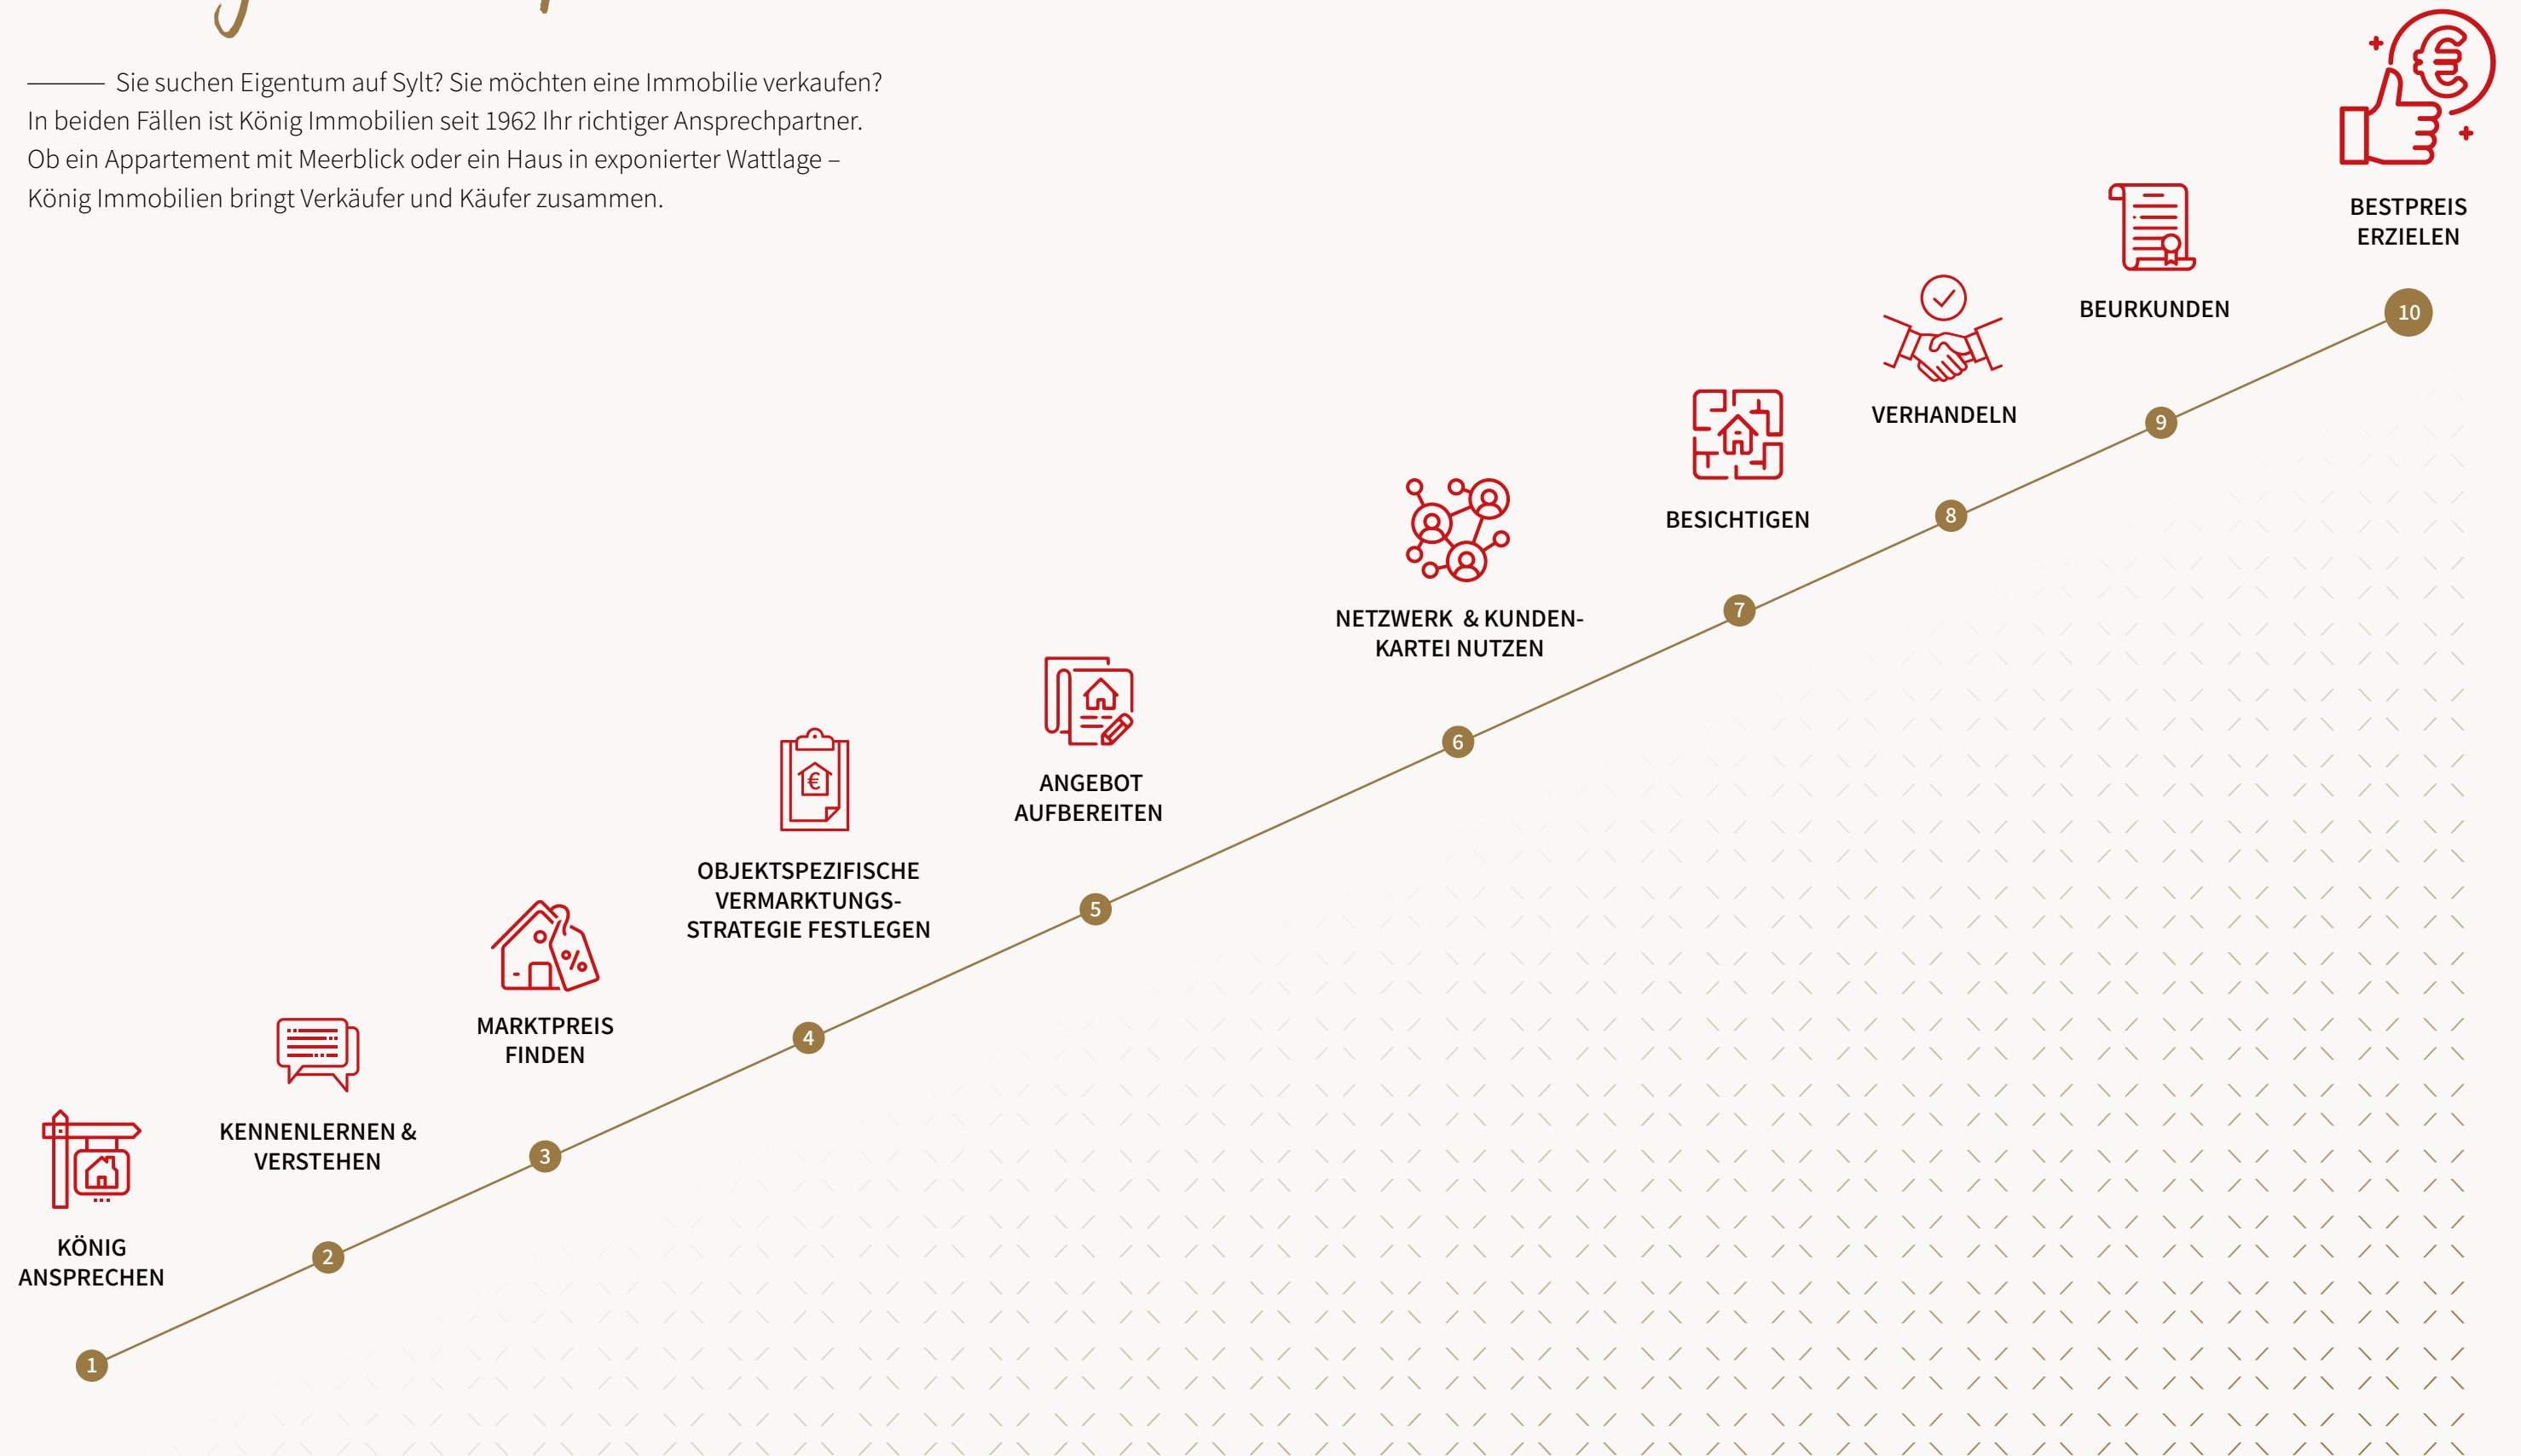 Sie suchen Eigentum auf Sylt? Sie möchten eine Immobilie verkaufen?
In beiden Fällen ist König Immobilien seit 1962 Ihr richtiger Ansprechpartner.
Ob ein Appartement mit Meerblick oder ein Haus in exponierter Wattlage –
König Immobilien bringt Verkäufer und Käufer zusammen.
KÖNIG
ANSPRECHEN
1
KENNENLERNEN &
VERSTEHEN
2
MARKTPREIS
FINDEN
3
€
OBJEKTSPEZIFISCHE
VERMARKTUNGS-
STRATEGIE FESTLEGEN
4
ANGEBOT
AUFBEREITEN
5
NETZWERK & KUNDEN-
KARTEI NUTZEN
6
BESICHTIGEN
7
VERHANDELN
8
BEURKUNDEN
9
€
BESTPREIS
ERZIELEN
10